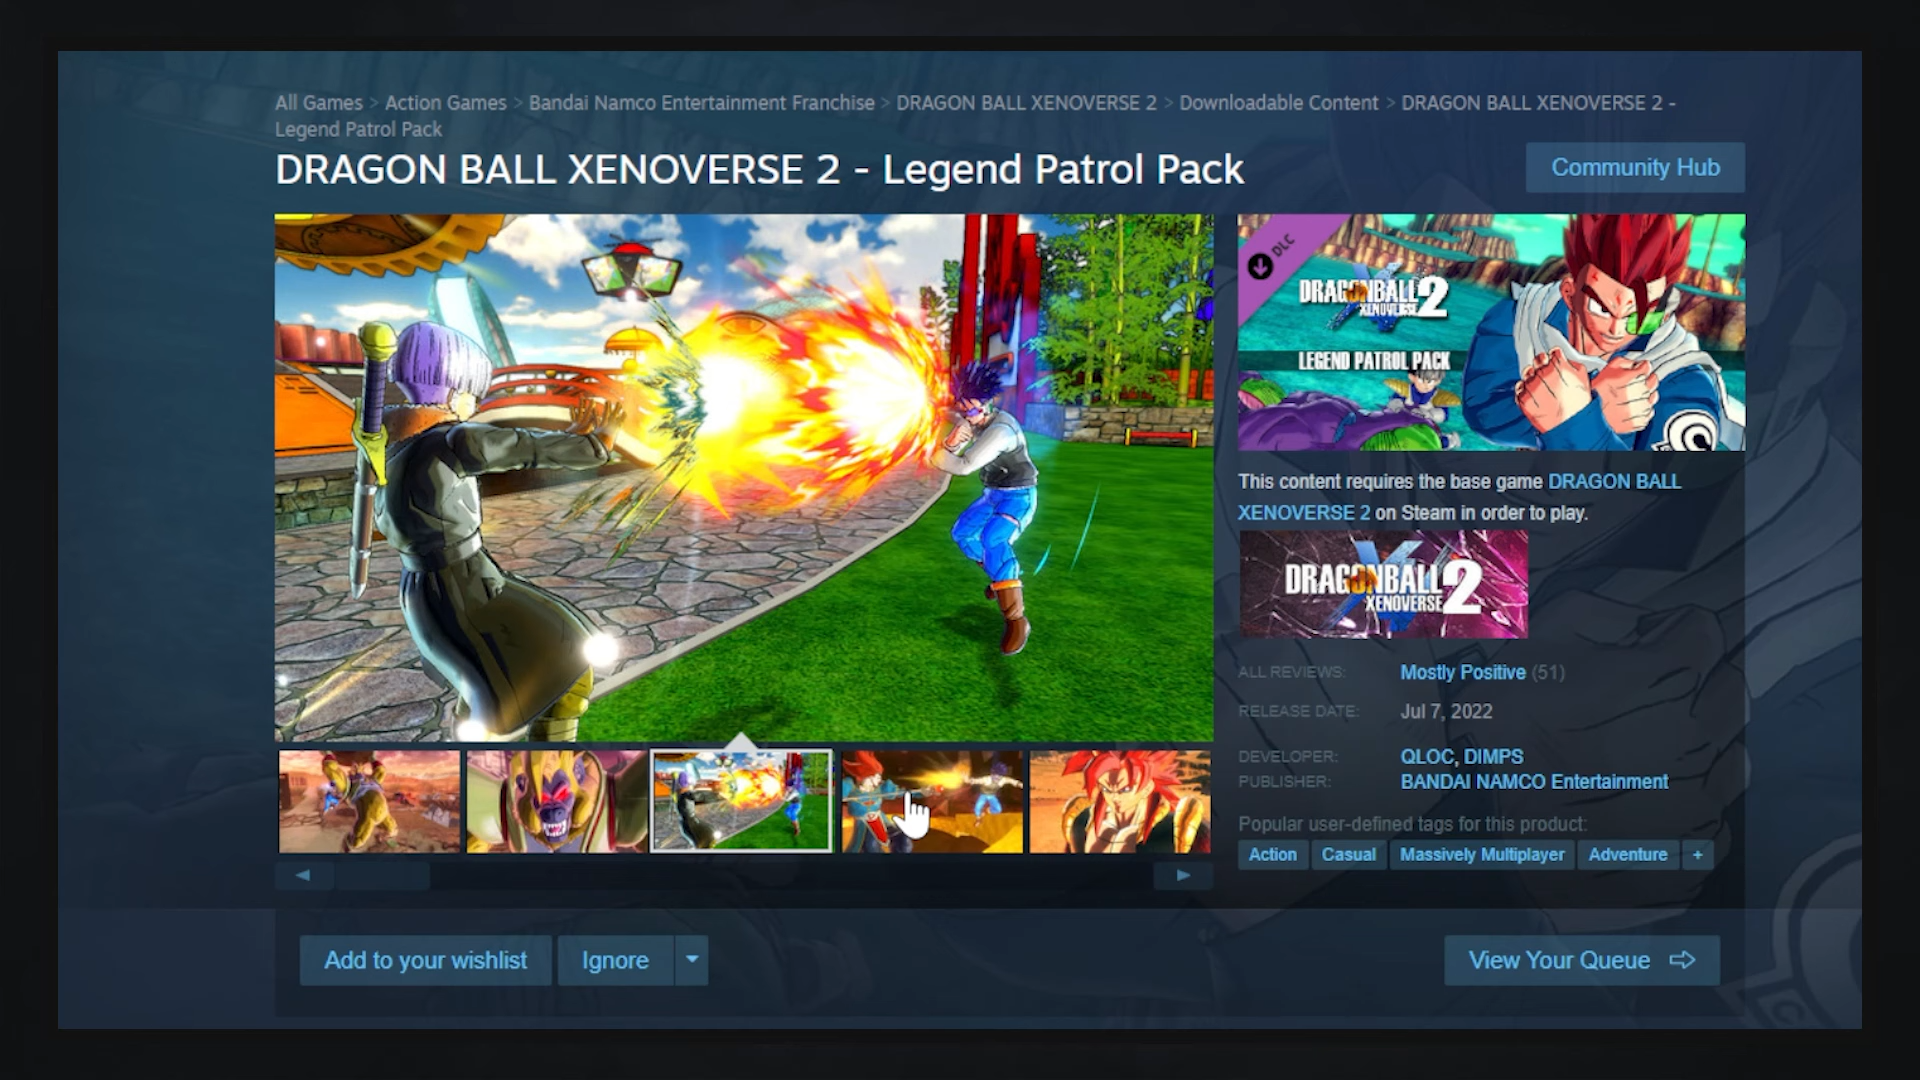 All Games > Action Games > Bandai Namco Entertainment Franchise > DRAGON BALL XENOVERSE 2 > Downloadable Content > DRAGON BALL XENOVERSE 2 -
Legend Patrol Pack
DRAGON BALL XENOVERSE 2 - Legend Patrol Pack
Community Hub
DLC
DRAGONBALL 2
XENOVERSE
LEGEND PATROL PACK
This content requires the base game DRAGON BALL
XENOVERSE 2 on Steam in order to play.
DRAGONBALL 2
XENOVERSE
ALL REVIEWS: Mostly Positive (51)
RELEASE DATE: Jul 7, 2022
DEVELOPER: QLOC, DIMPS
PUBLISHER: BANDAI NAMCO Entertainment
Popular user-defined tags for this product:
Action Casual Massively Multiplayer Adventure +
Add to your wishlist Ignore View Your Queue